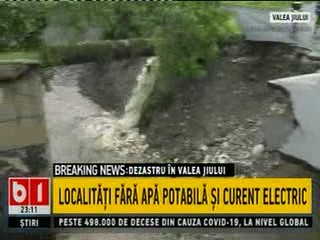 VALEA JIULUI
BREAKING NEWS: DEZASTRU ÎN VALEA JIULUI
LOCALITĂȚI FĂRĂ APĂ POTABILĂ ȘI CURENT ELECTRIC
B1
23:11
ȘTIRI
PESTE 498.000 DE DECESE DIN CAUZA COVID-19, LA NIVEL GLOBAL